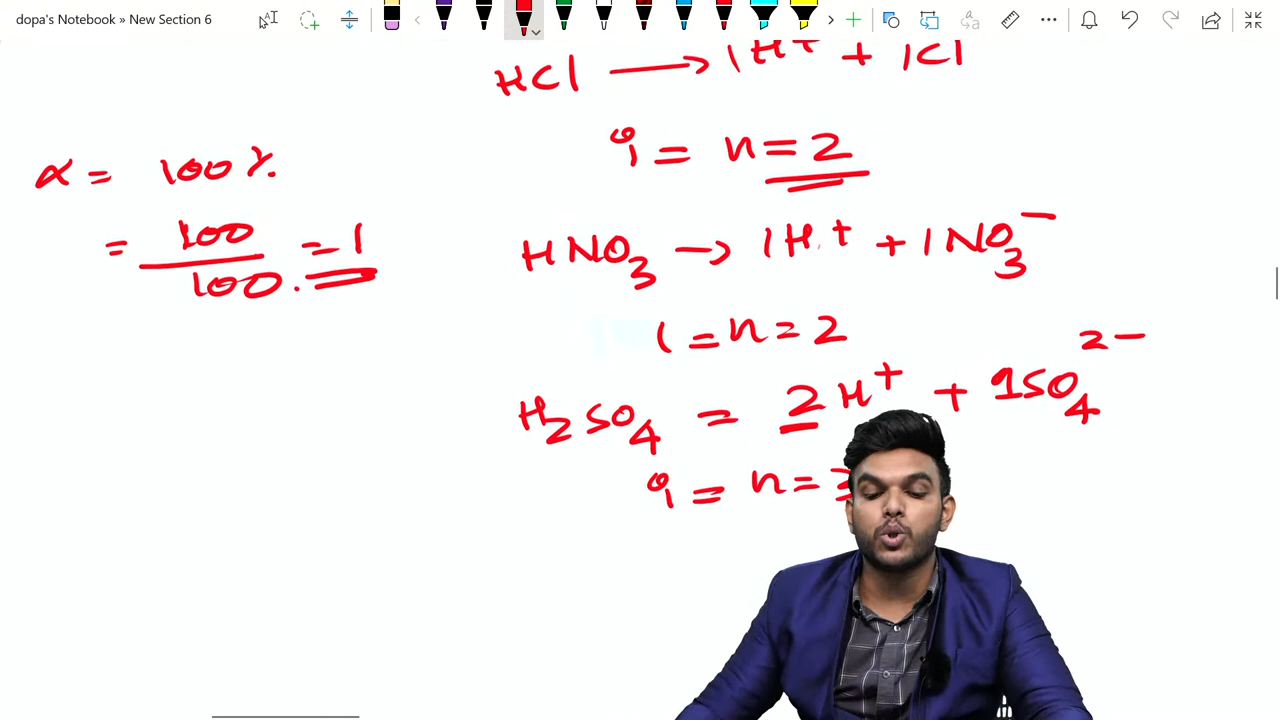 dopa's Notebook » New Section 6
HCl ⟶ 1H+ + 1Cl
i = n = 2
α = 100%
= 100/100. = 1
HNO₃ → 1H+ + 1NO₃⁻
i = n = 2
H₂SO₄ = 2H⁺ + 1SO₄²⁻
i = n = 3